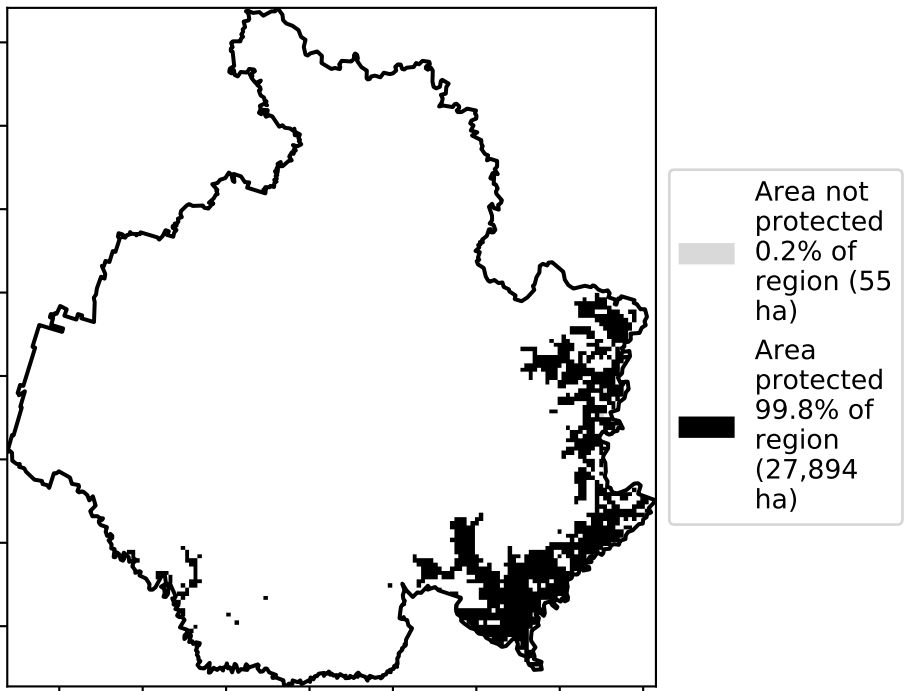 Area not
protected
0.2% of
region (55
ha)
Area
protected
99.8% of
region
(27,894
ha)